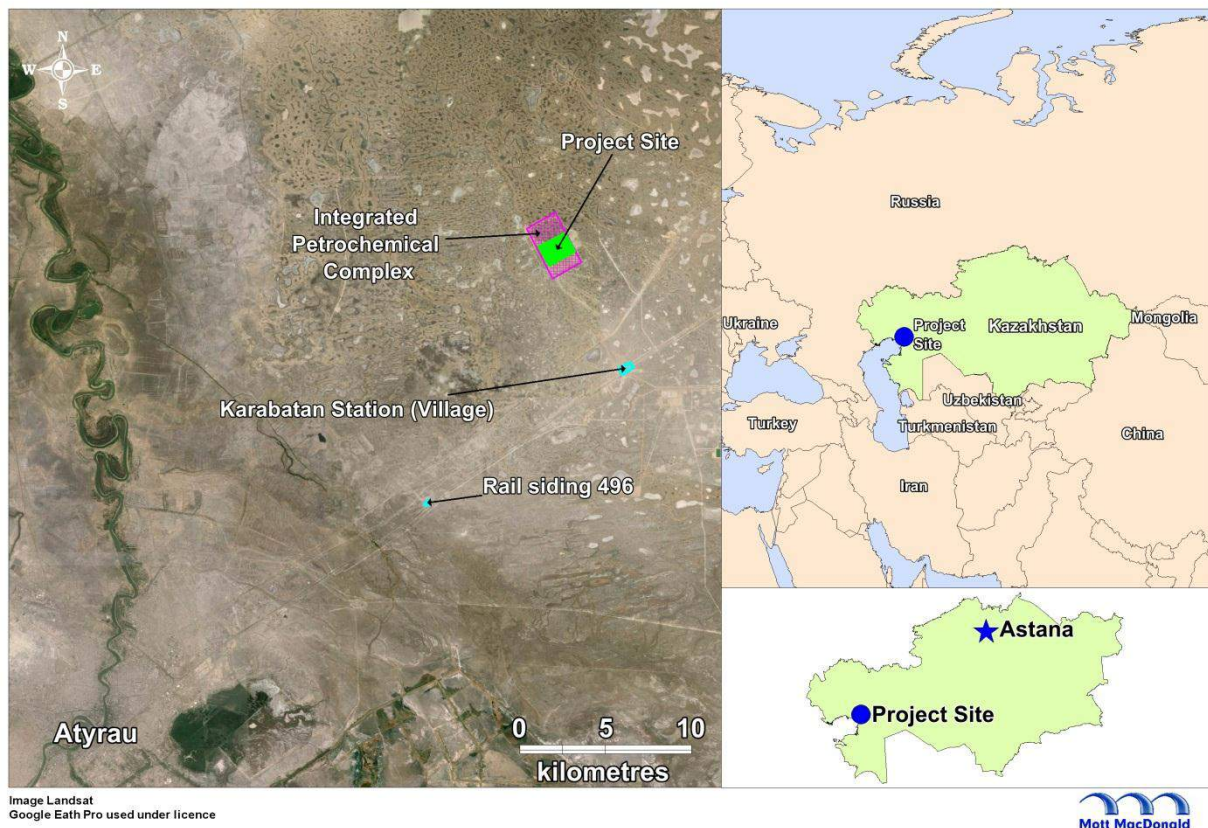 N
W E
S
Project Site
Integrated
Petrochemical
Complex
Karabatan Station (Village)
Rail siding 496
Atyrau
0 5 10
kilometres
Russia
Ukraine
Project
Site
Kazakhstan
Mongolia
Uzbekistan
Turkey
Turkmenistan
China
Iran
Astana
Project Site
Image Landsat
Google Eath Pro used under licence
Mott MacDonald